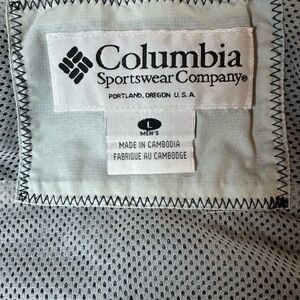 Columbia
Sportswear Company®
PORTLAND, OREGON U.S.A.
L
MEN'S
MADE IN CAMBODIA
FABRIQUE AU CAMBODGE